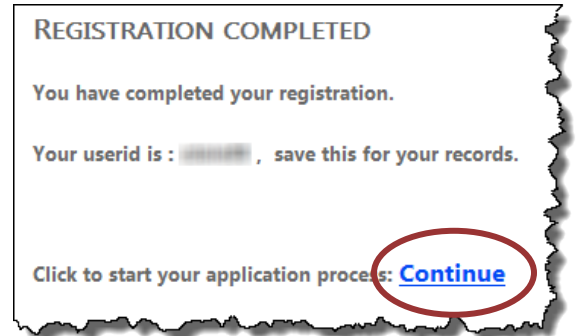 REGISTRATION COMPLETED
You have completed your registration.
Your userid is : , save this for your records.
Click to start your application process: Continue